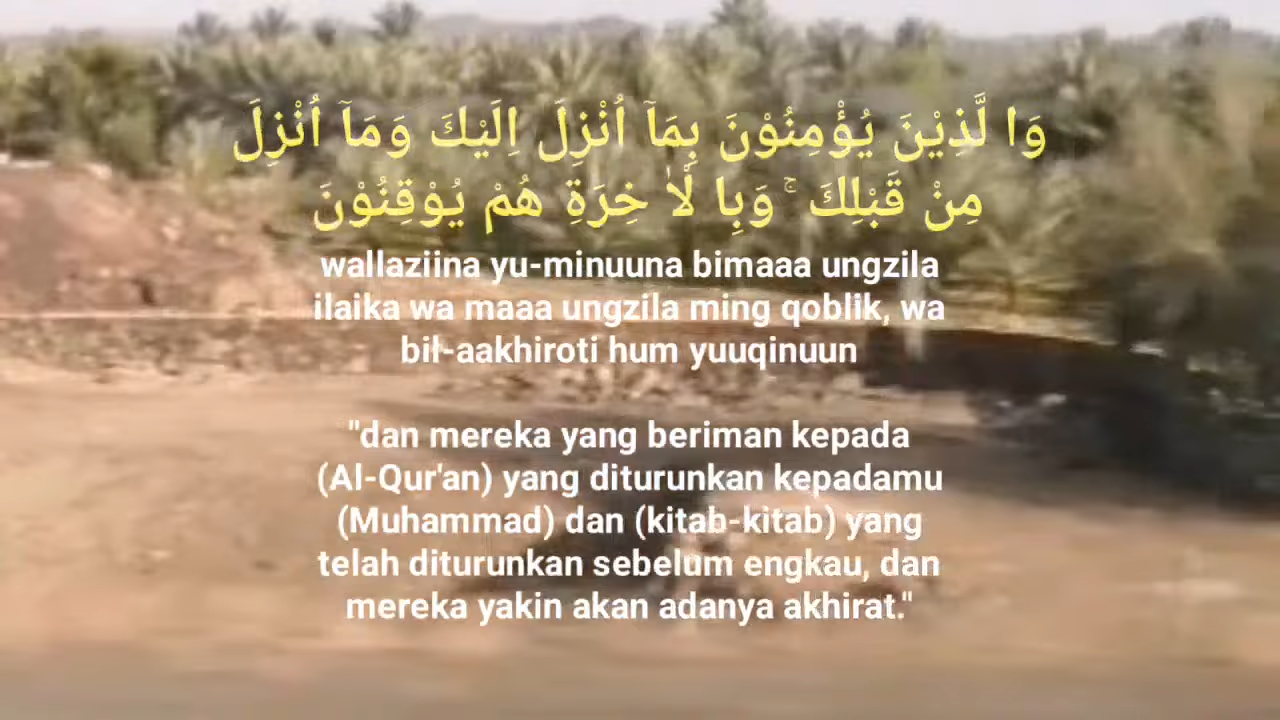 وَا لَّذِيْنَ يُؤْمِنُوْنَ بِمَاۤ اُنْزِلَ اِلَيْكَ وَمَاۤ اُنْزِلَ
مِنْ قَبْلِكَ ۚ وَبِا لْاٰ خِرَةِ هُمْ يُوْقِنُوْنَ
wallaziina yu-minuuna bimaaa ungzila
ilaika wa maaa ungzila ming qoblik, wa
bil-aakhiroti hum yuuqinuun
"dan mereka yang beriman kepada
(Al-Qur'an) yang diturunkan kepadamu
(Muhammad) dan (kitab-kitab) yang
telah diturunkan sebelum engkau, dan
mereka yakin akan adanya akhirat."